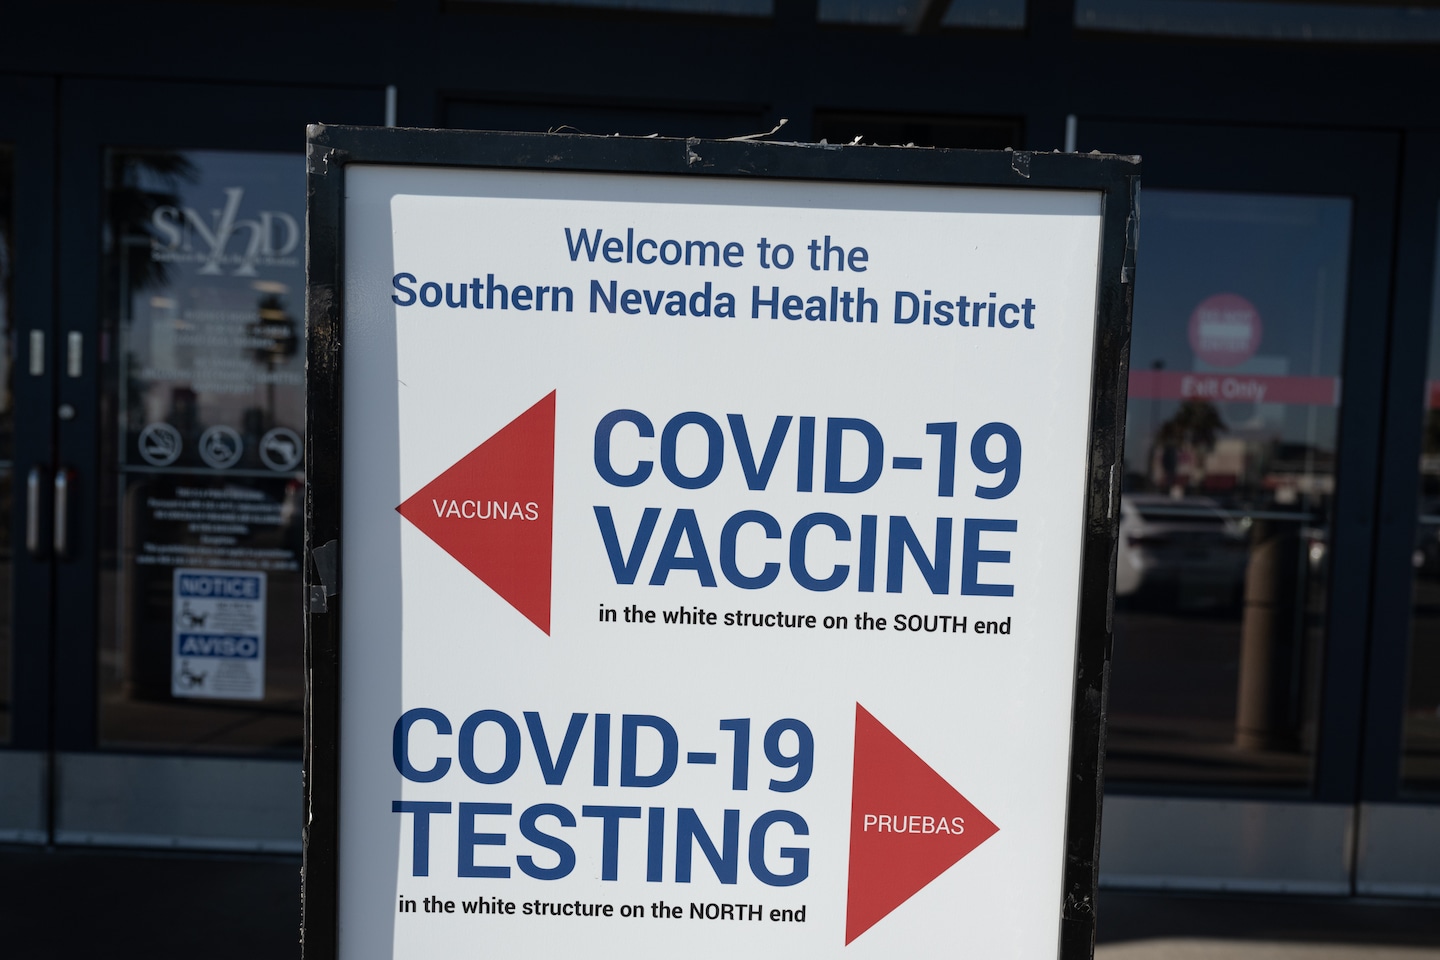 Welcome to the
Southern Nevada Health District
VACUNAS
COVID-19
VACCINE
in the white structure on the SOUTH end
COVID-19
TESTING
in the white structure on the NORTH end
PRUEBAS
SNhD
NOTICE
AVISO
Exit Only